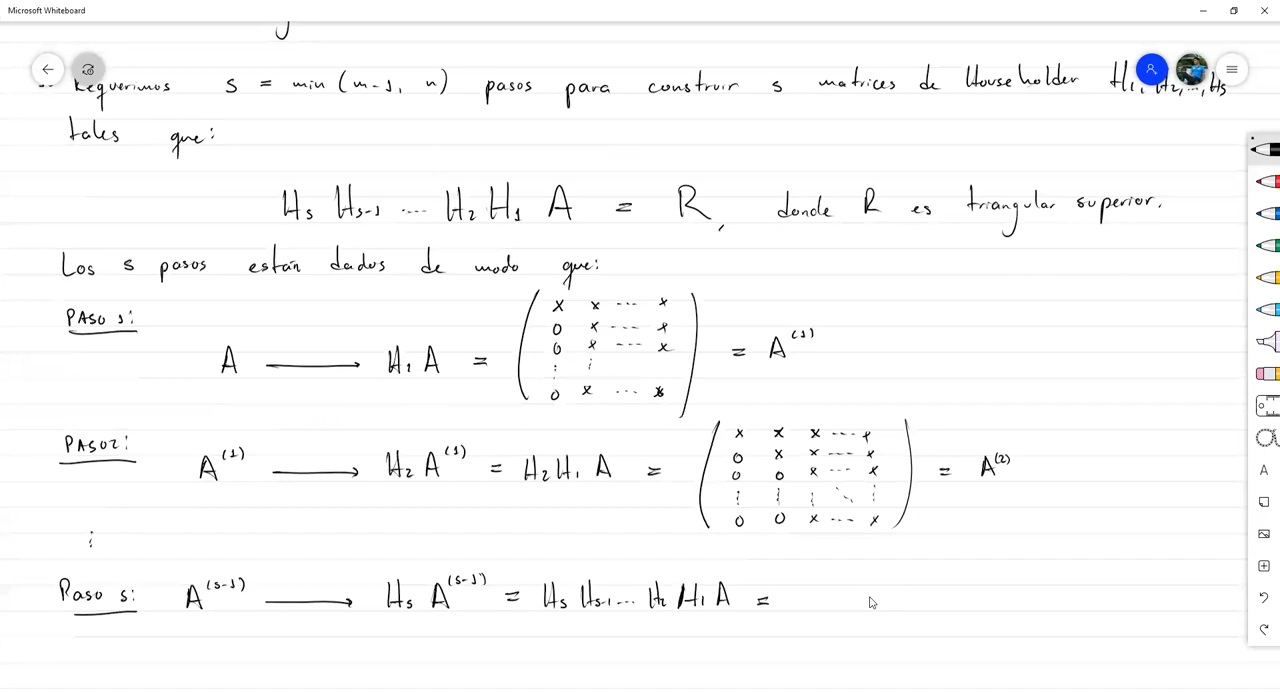 Microsoft Whiteboard
Requerimos s = min (m-1, n) pasos para construir s matrices de Householder H1, H2,..., Hs
tales que:
Hs Hs-1 ... H2 H1 A = R, donde R es triangular superior.
Los s pasos están dados de modo que:
PASO 1: A ⟶ H1 A = ( x x ... x
0 x ... x
0 x ... x
⋮ ⋮
0 x ... x ) = A^(1)
PASO 2: A^(1) ⟶ H2 A^(1) = H2 H1 A = ( x x x ... x
0 x x ... x
0 0 x ... x
⋮ ⋮ ⋮ ⋱ ⋮
0 0 x ... x ) = A^(2)
⋮
Paso s: A^(s-1) ⟶ Hs A^(s-1) = Hs Hs-1 ... H2 H1 A =